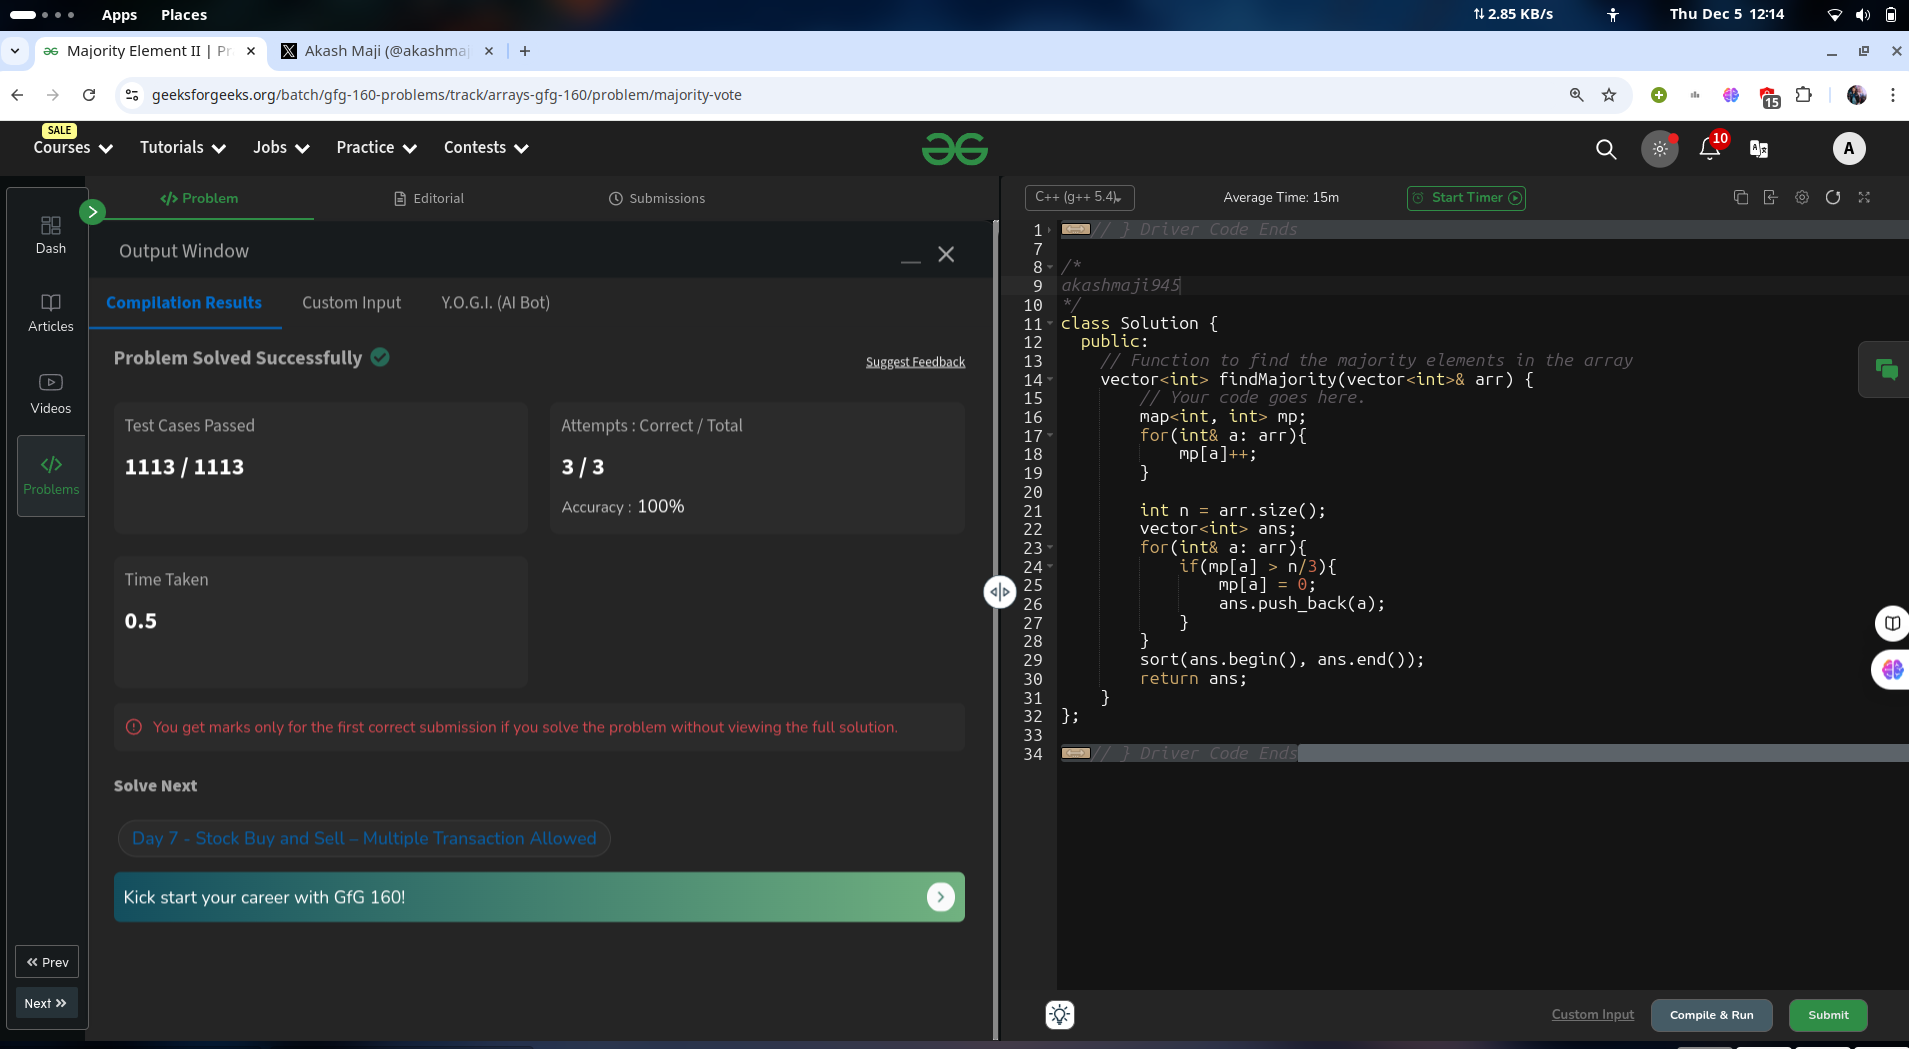 Apps Places
2.85 KB/s
Thu Dec 5 12:14
Majority Element II | Pr
Akash Maji (@akashmaj
geeksforgeeks.org/batch/gfg-160-problems/track/arrays-gfg-160/problem/majority-vote
15
SALE
Courses Tutorials Jobs Practice Contests
10
A
Dash
Articles
Videos
Problems
Prev
Next
Problem Editorial Submissions
Output Window
Compilation Results Custom Input Y.O.G.I. (AI Bot)
Problem Solved Successfully
Suggest Feedback
Test Cases Passed
1113 / 1113
Attempts : Correct / Total
3 / 3
Accuracy : 100%
Time Taken
0.5
You get marks only for the first correct submission if you solve the problem without viewing the full solution.
Solve Next
Day 7 - Stock Buy and Sell – Multiple Transaction Allowed
Kick start your career with GfG 160!
C++ (g++ 5.4)
Average Time: 15m
Start Timer
1 // } Driver Code Ends
7
8 /*
9 akashmaji945
10 */
11 class Solution {
12 public:
13 // Function to find the majority elements in the array
14 vector<int> findMajority(vector<int>& arr) {
15 // Your code goes here.
16 map<int, int> mp;
17 for(int& a: arr){
18 mp[a]++;
19 }
20
21 int n = arr.size();
22 vector<int> ans;
23 for(int& a: arr){
24 if(mp[a] > n/3){
25 mp[a] = 0;
26 ans.push_back(a);
27 }
28 }
29 sort(ans.begin(), ans.end());
30 return ans;
31 }
32 };
33
34 // } Driver Code Ends
Custom Input
Compile & Run
Submit